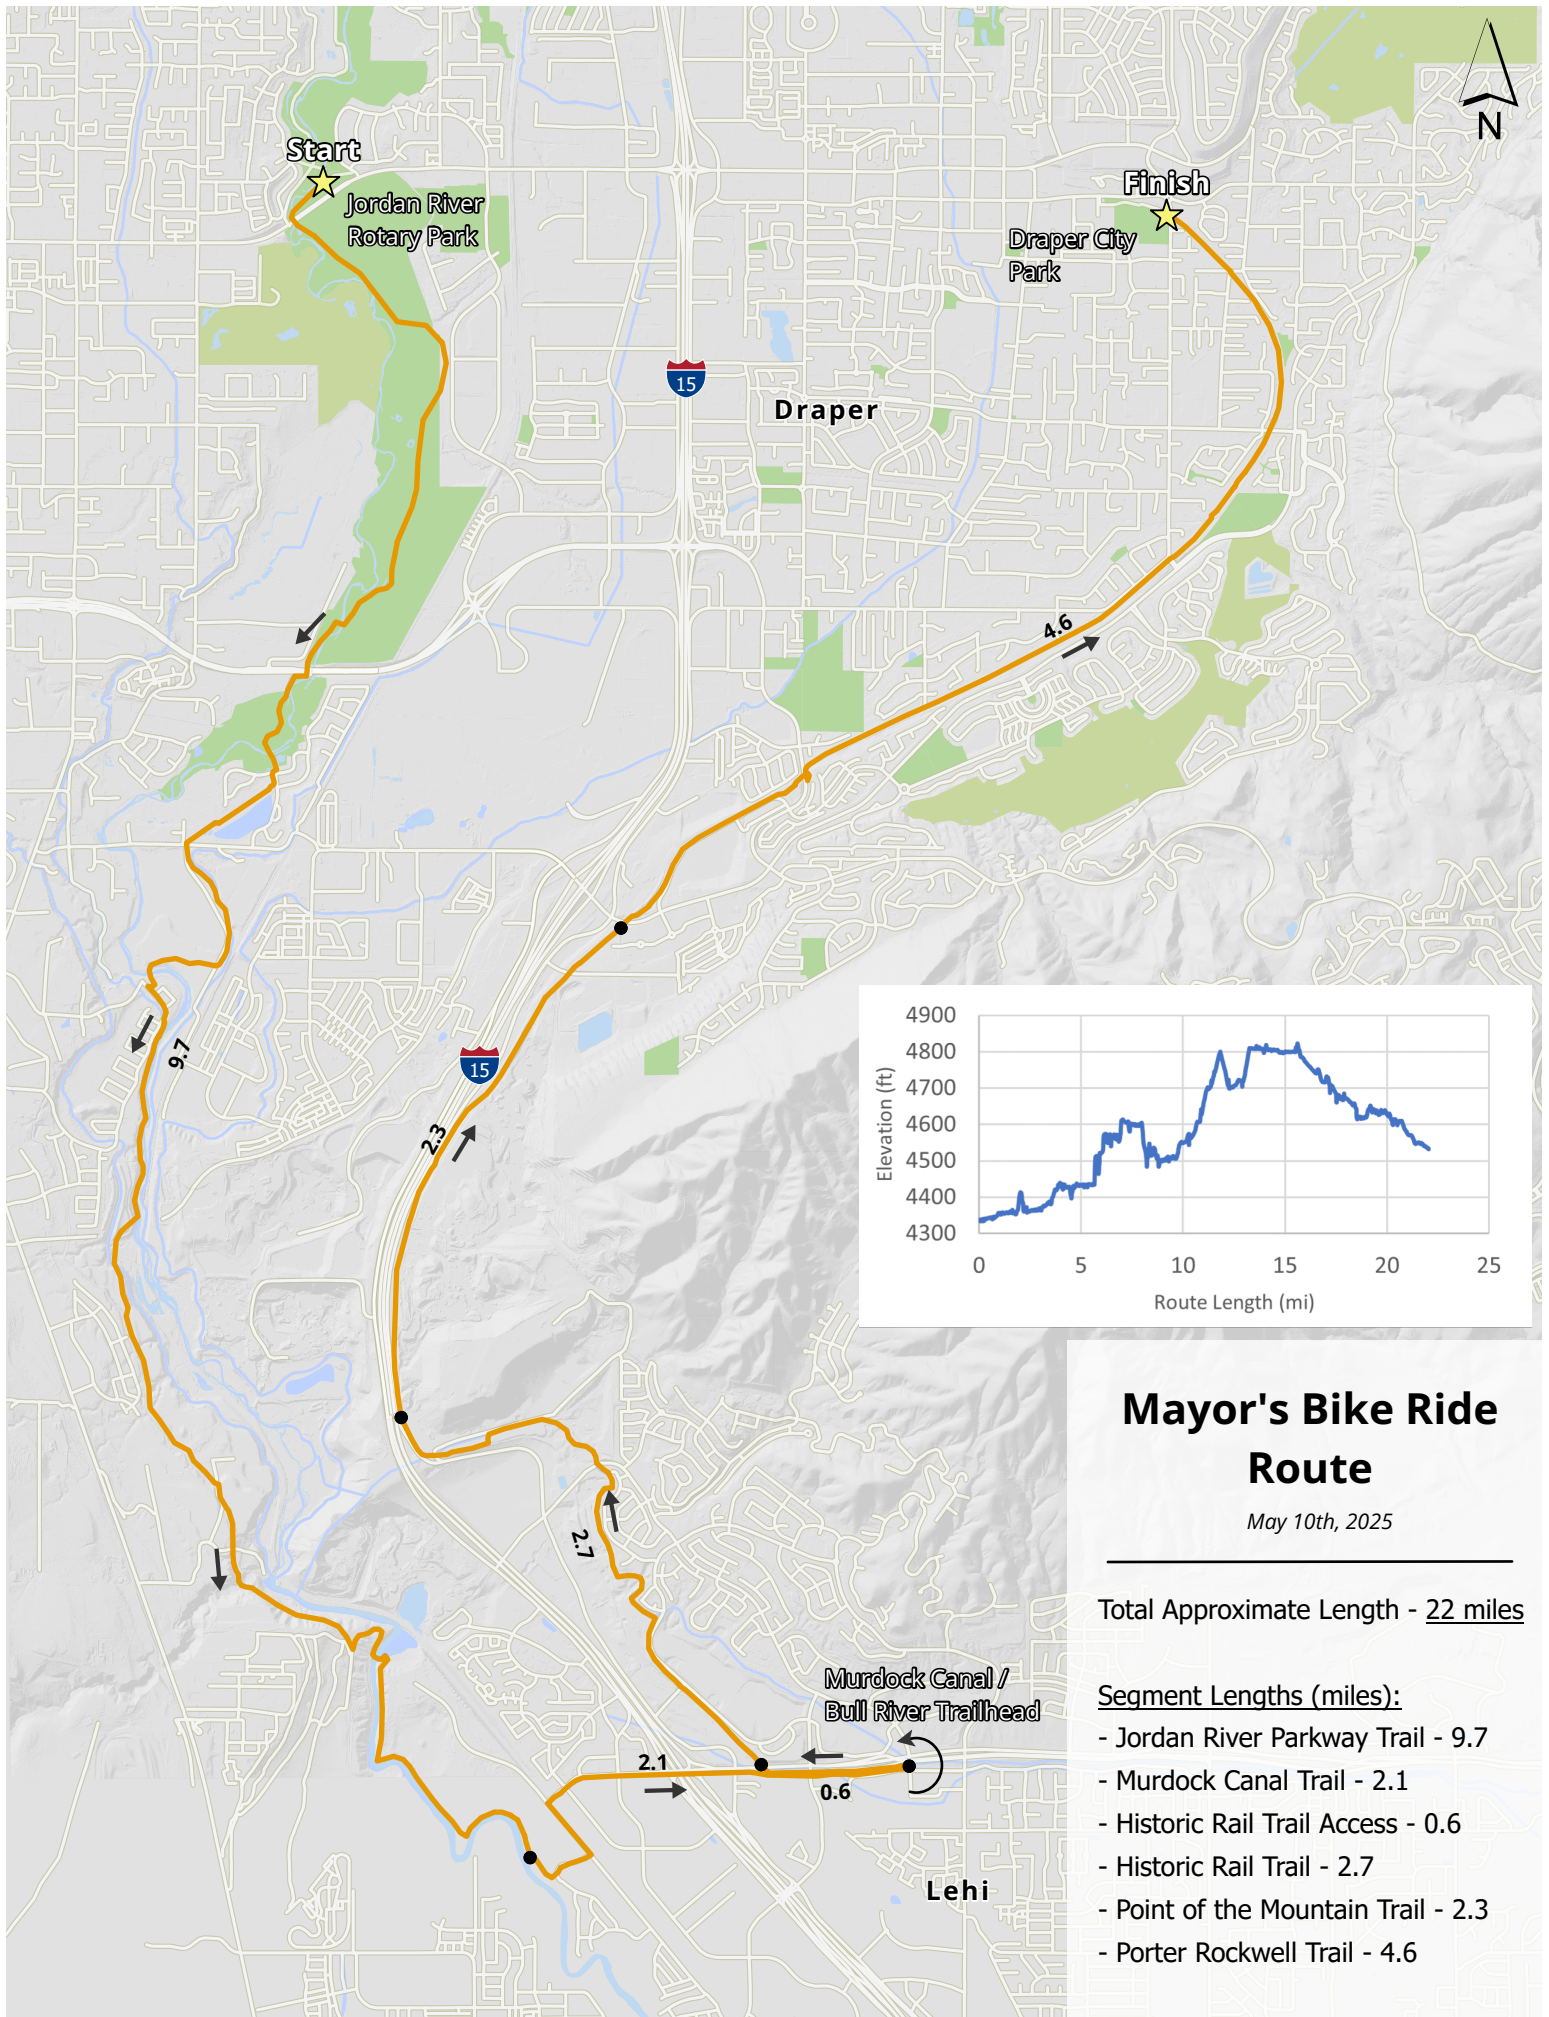 N
Start
Jordan River
Rotary Park
Finish
Draper City
Park
15
Draper
4.6
9.7
15
2.3
4900
4800
4700
4600
4500
4400
4300
Elevation (ft)
0 5 10 15 20 25
Route Length (mi)
Mayor's Bike Ride
Route
May 10th, 2025
Total Approximate Length - 22 miles
Segment Lengths (miles):
- Jordan River Parkway Trail - 9.7
- Murdock Canal Trail - 2.1
- Historic Rail Trail Access - 0.6
- Historic Rail Trail - 2.7
- Point of the Mountain Trail - 2.3
- Porter Rockwell Trail - 4.6
2.7
Murdock Canal /
Bull River Trailhead
2.1
0.6
Lehi